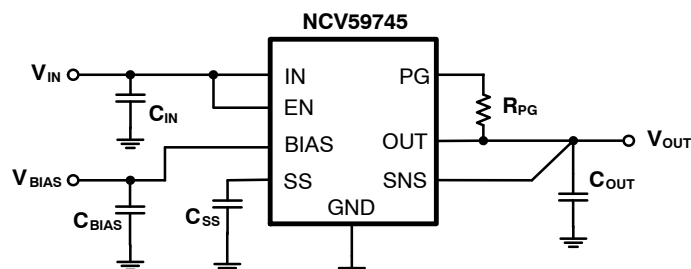 NCV59745
VIN
IN
PG
EN
CIN
RPG
BIAS
OUT
VOUT
VBIAS
SS
SNS
CBIAS
CSS
COUT
GND